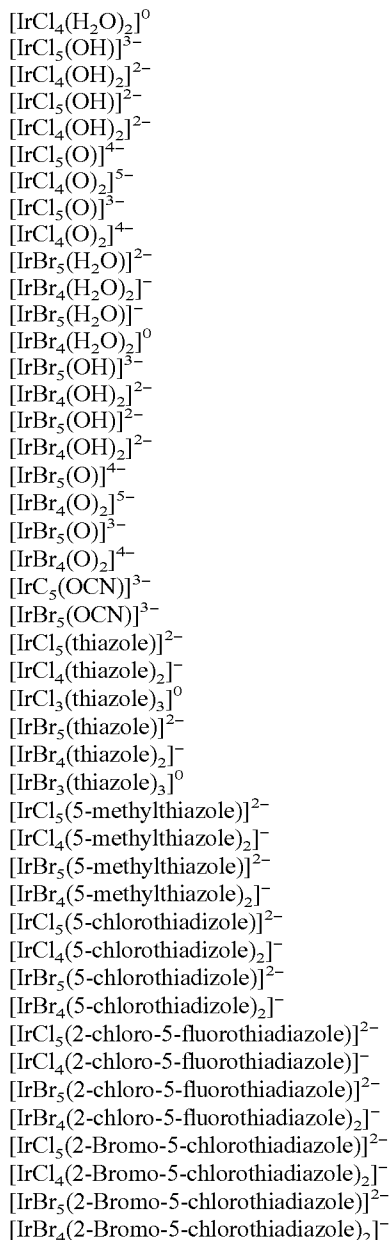 [IrCl₄(H₂O)₂]⁰
[IrCl₅(OH)]³⁻
[IrCl₄(OH)₂]²⁻
[IrCl₅(OH)]²⁻
[IrCl₄(OH)₂]²⁻
[IrCl₅(O)]⁴⁻
[IrCl₄(O)₂]⁵⁻
[IrCl₅(O)]³⁻
[IrCl₄(O)₂]⁴⁻
[IrBr₅(H₂O)]²⁻
[IrBr₄(H₂O)₂]⁻
[IrBr₅(H₂O)]⁻
[IrBr₄(H₂O)₂]⁰
[IrBr₅(OH)]³⁻
[IrBr₄(OH)₂]²⁻
[IrBr₅(OH)]²⁻
[IrBr₄(OH)₂]²⁻
[IrBr₅(O)]⁴⁻
[IrBr₄(O)₂]⁵⁻
[IrBr₅(O)]³⁻
[IrBr₄(O)₂]⁴⁻
[IrC₅(OCN)]³⁻
[IrBr₅(OCN)]³⁻
[IrCl₅(thiazole)]²⁻
[IrCl₄(thiazole)₂]⁻
[IrCl₃(thiazole)₃]⁰
[IrBr₅(thiazole)]²⁻
[IrBr₄(thiazole)₂]⁻
[IrBr₃(thiazole)₃]⁰
[IrCl₅(5-methylthiazole)]²⁻
[IrCl₄(5-methylthiazole)₂]⁻
[IrBr₅(5-methylthiazole)]²⁻
[IrBr₄(5-methylthiazole)₂]⁻
[IrCl₅(5-chlorothiadizole)]²⁻
[IrCl₄(5-chlorothiadizole)₂]⁻
[IrBr₅(5-chlorothiadizole)]²⁻
[IrBr₄(5-chlorothiadizole)₂]⁻
[IrCl₅(2-chloro-5-fluorothiadiazole)]²⁻
[IrCl₄(2-chloro-5-fluorothiadiazole)]⁻
[IrBr₅(2-chloro-5-fluorothiadiazole)]²⁻
[IrBr₄(2-chloro-5-fluorothiadiazole)₂]⁻
[IrCl₅(2-Bromo-5-chlorothiadiazole)]²⁻
[IrCl₄(2-Bromo-5-chlorothiadiazole)₂]⁻
[IrBr₅(2-Bromo-5-chlorothiadiazole)]²⁻
[IrBr₄(2-Bromo-5-chlorothiadiazole)₂]⁻